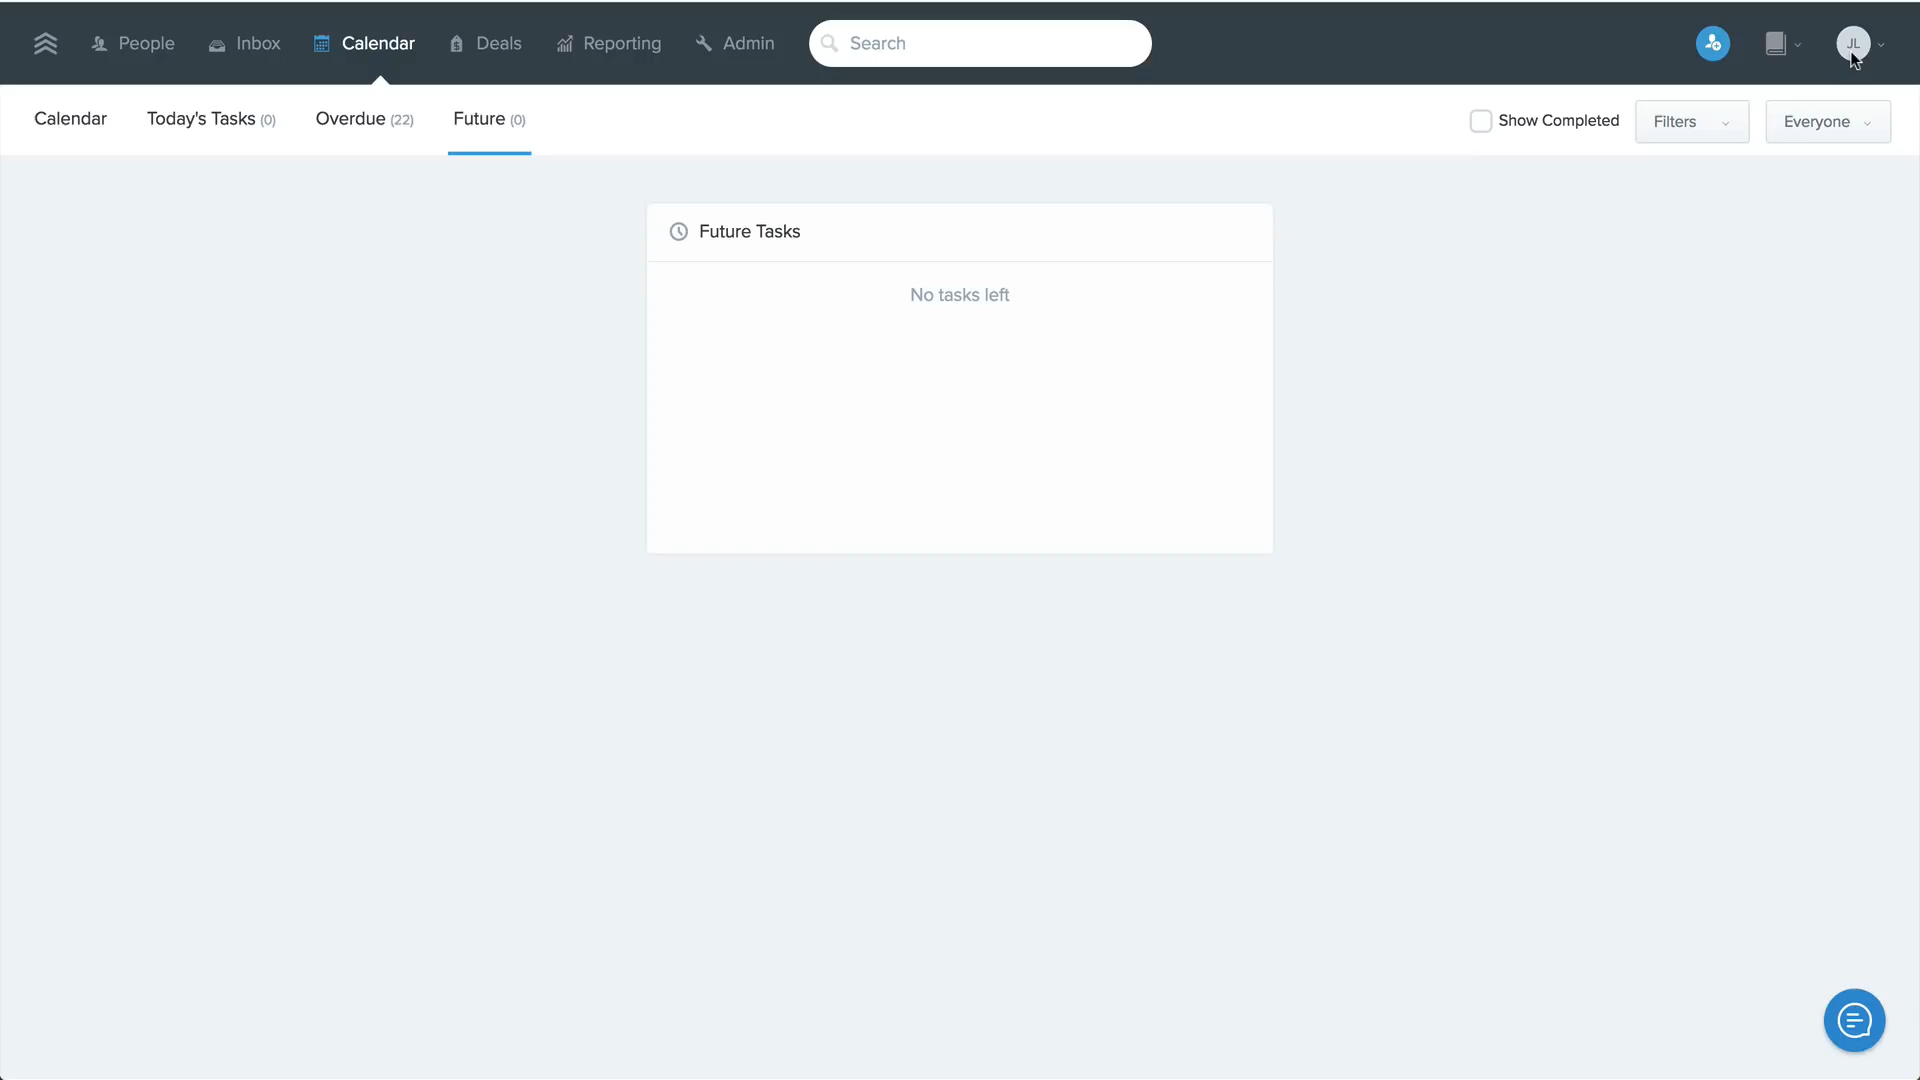 People Inbox Calendar Deals Reporting Admin Search JL
Calendar Today's Tasks (0) Overdue (22) Future (0) Show Completed Filters Everyone
Future Tasks
No tasks left